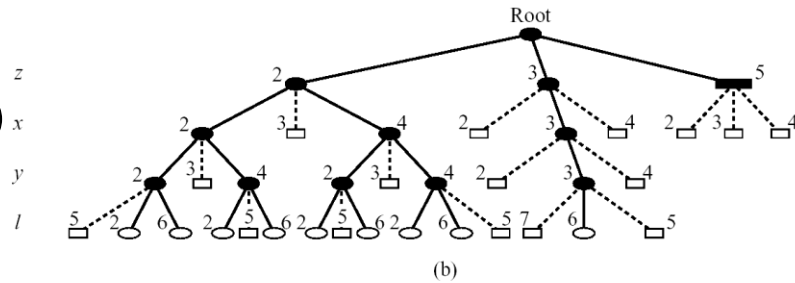 Root
z 2 3 5
x 2 3 4 2 3 4 2 3 4
y 2 3 4 2 3 4 2 3 4
l 5 2 6 2 5 6 2 5 6 2 6 5 7 6 5
(b)